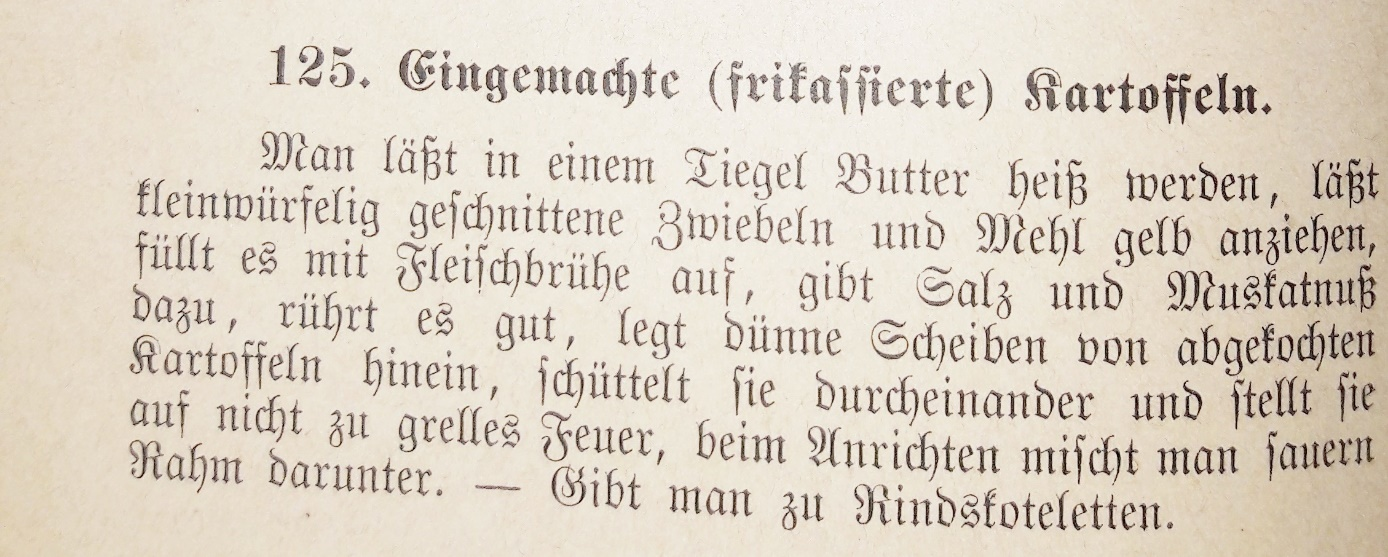 125. Eingemachte (frikassierte) Kartoffeln.
Man läßt in einem Tiegel Butter heiß werden, läßt
kleinwürfelig geschnittene Zwiebeln und Mehl gelb anziehen,
füllt es mit Fleischbrühe auf, gibt Salz und Muskatnuß
dazu, rührt es gut, legt dünne Scheiben von abgekochten
Kartoffeln hinein, schüttelt sie durcheinander und stellt sie
auf nicht zu grelles Feuer, beim Anrichten mischt man sauern
Rahm darunter. — Gibt man zu Rindskoteletten.